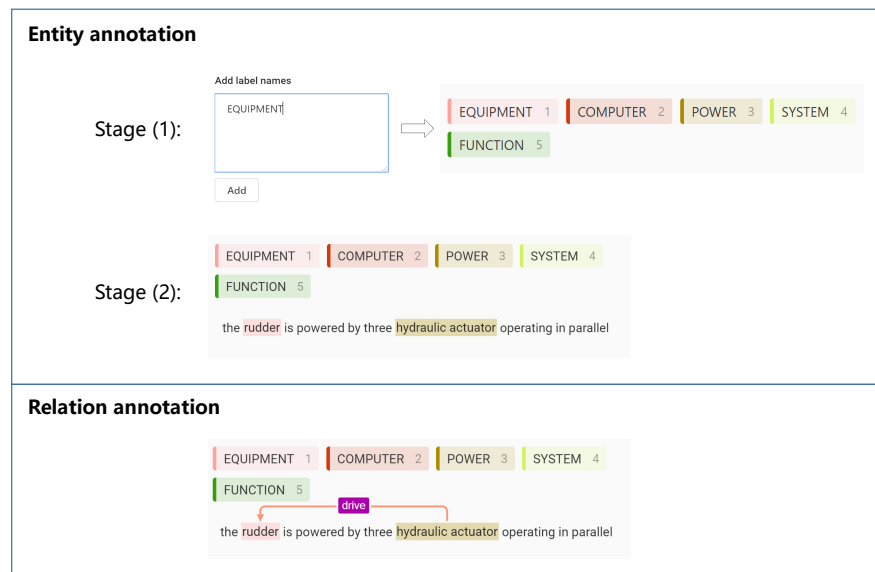 Entity annotation
Add label names
Stage (1):
EQUIPMENT
Add
EQUIPMENT 1 COMPUTER 2 POWER 3 SYSTEM 4
FUNCTION 5
Stage (2):
EQUIPMENT 1 COMPUTER 2 POWER 3 SYSTEM 4
FUNCTION 5
the rudder is powered by three hydraulic actuator operating in parallel
Relation annotation
EQUIPMENT 1 COMPUTER 2 POWER 3 SYSTEM 4
FUNCTION 5
drive
the rudder is powered by three hydraulic actuator operating in parallel